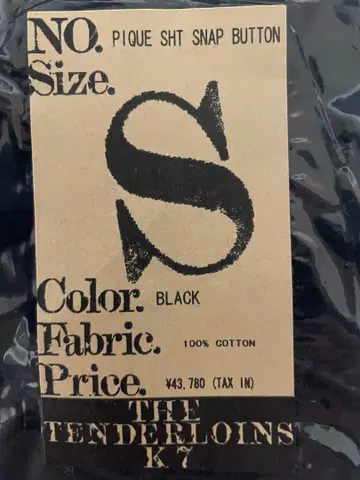 NO. PIQUE SHT SNAP BUTTON
Size.
S
Color. BLACK
Fabric. 100% COTTON
Price. ¥43,780 (TAX IN)
THE
TENDERLOINS
K7